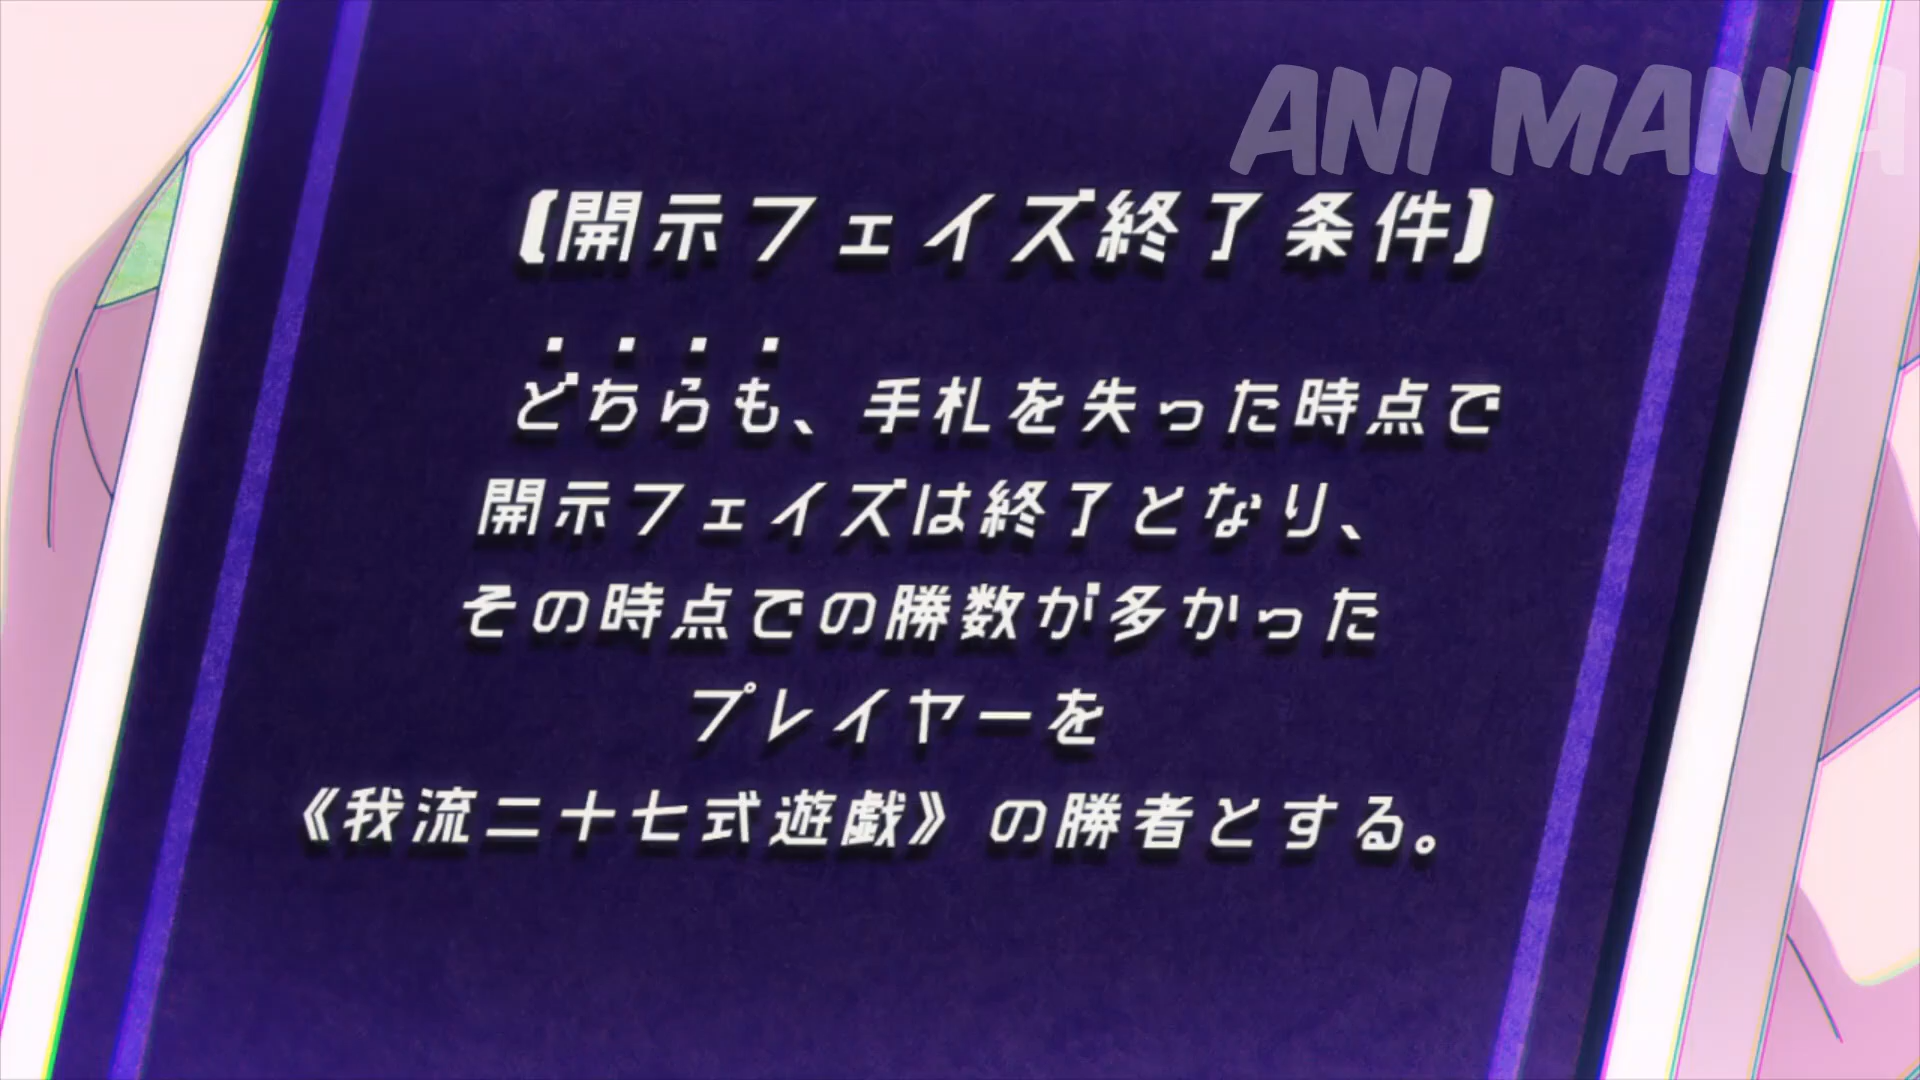 ANI MANIA
〔開示フェイズ終了条件〕
どちらも、手札を失った時点で
開示フェイズは終了となり、
その時点での勝数が多かった
プレイヤーを
《我流二十七式遊戯》の勝者とする。